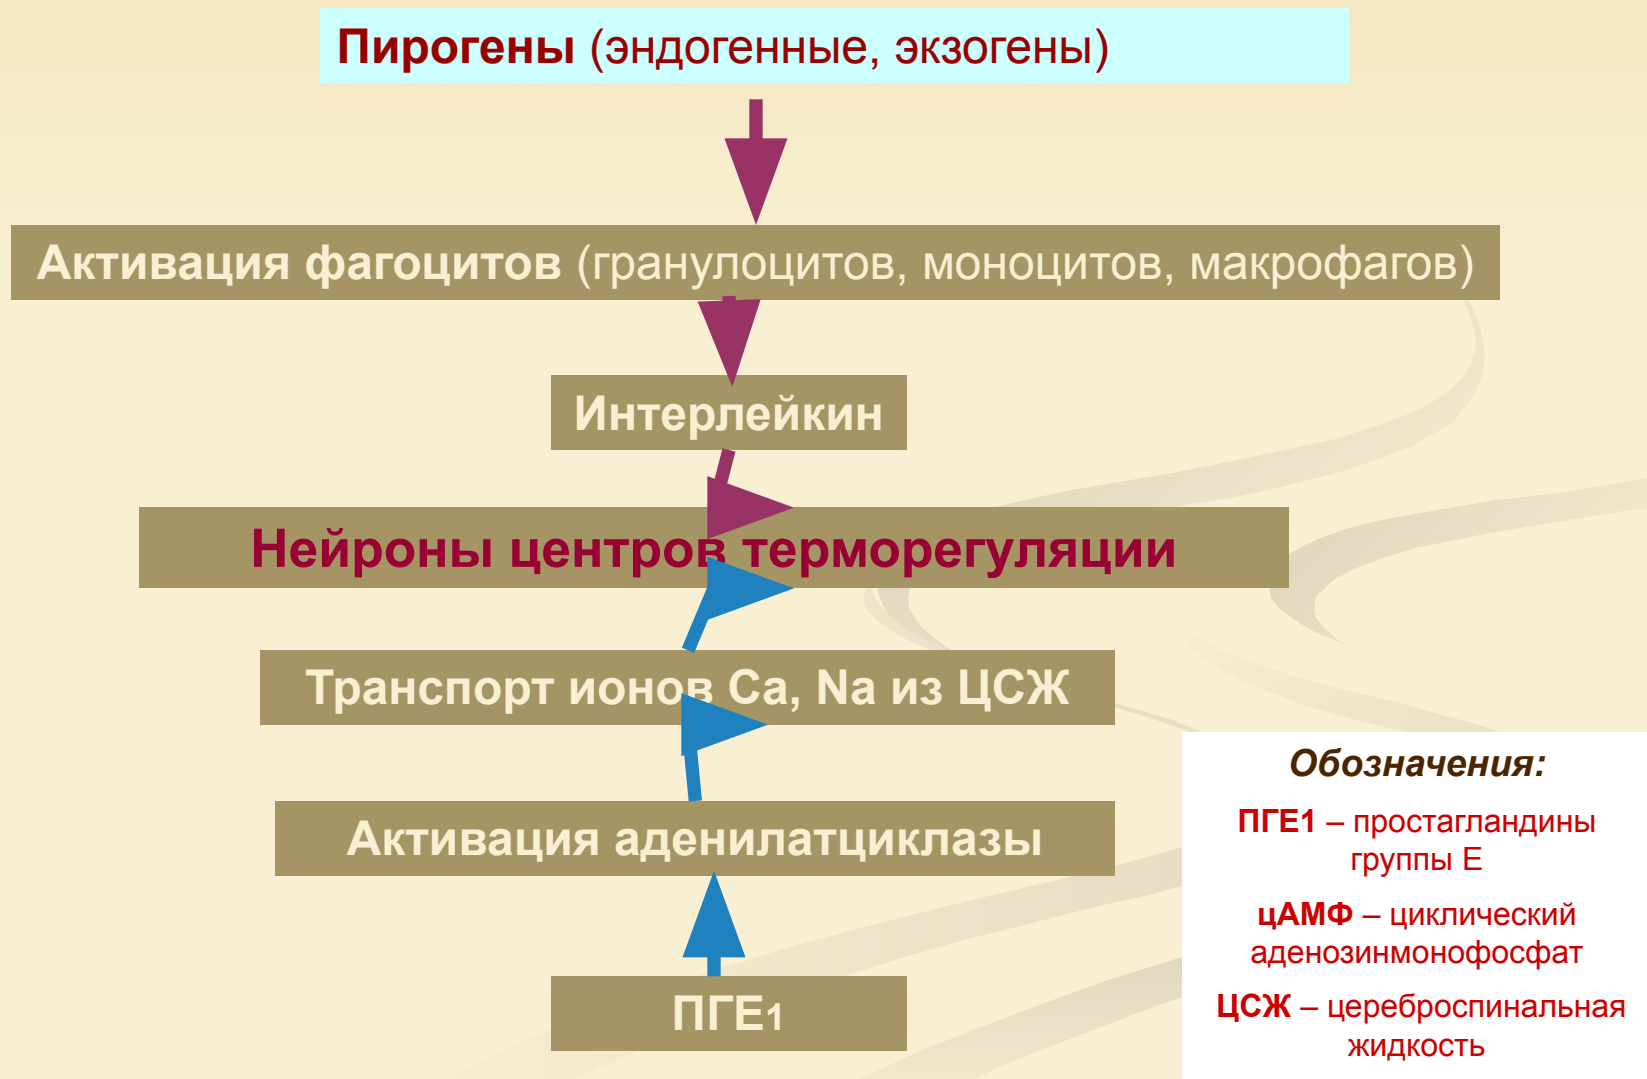 Пирогены (эндогенные, экзогены)
Активация фагоцитов (гранулоцитов, моноцитов, макрофагов)
Интерлейкин
Нейроны центров терморегуляции
Транспорт ионов Ca, Na из ЦСЖ
Активация аденилатциклазы
ПГЕ1
Обозначения:
ПГЕ1 – простагландины
группы Е
цАМФ – циклический
аденозинмонофосфат
ЦСЖ – цереброспинальная
жидкость